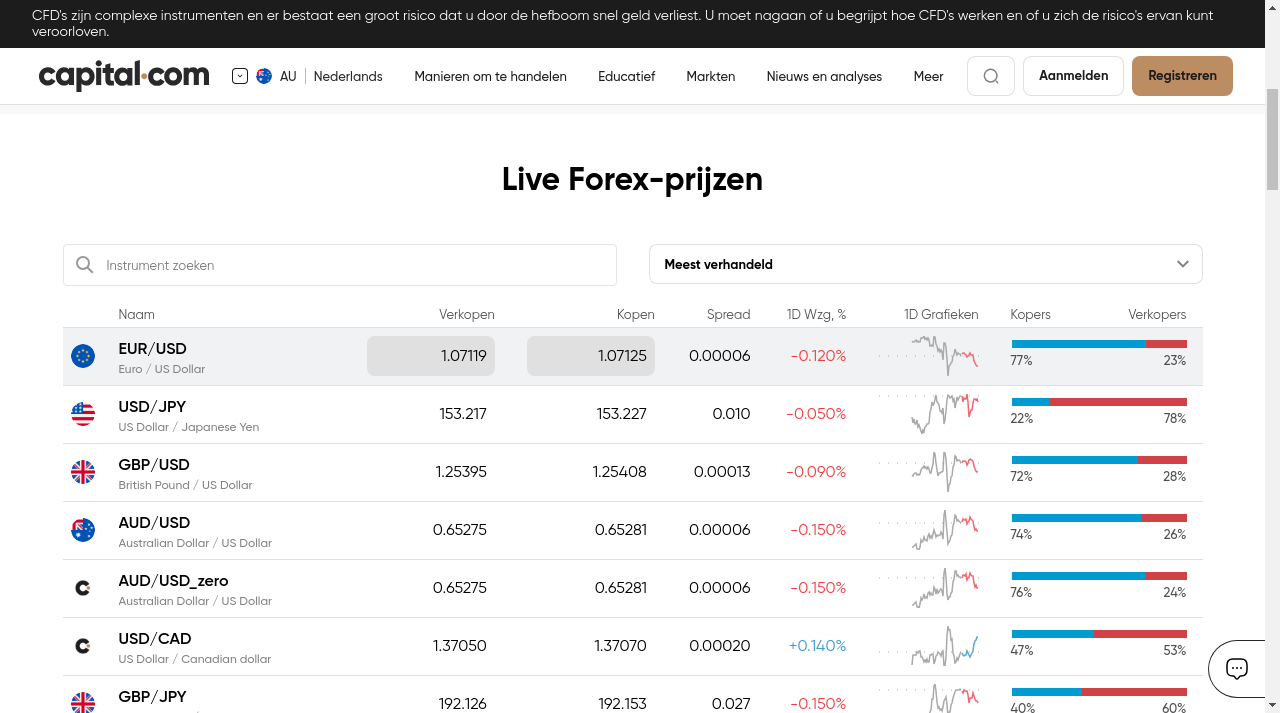 CFD's zijn complexe instrumenten en er bestaat een groot risico dat u door de hefboom snel geld verliest. U moet nagaan of u begrijpt hoe CFD's werken en of u zich de risico's ervan kunt
veroorloven.
capital.com AU Nederlands Manieren om te handelen Educatief Markten Nieuws en analyses Meer Aanmelden Registreren
Live Forex-prijzen
Instrument zoeken Meest verhandeld
Naam Verkopen Kopen Spread 1D Wzg, % 1D Grafieken Kopers Verkopers
EUR/USD 1.07119 1.07125 0.00006 -0.120%
Euro / US Dollar 77% 23%
USD/JPY 153.217 153.227 0.010 -0.050%
US Dollar / Japanese Yen 22% 78%
GBP/USD 1.25395 1.25408 0.00013 -0.090%
British Pound / US Dollar 72% 28%
AUD/USD 0.65275 0.65281 0.00006 -0.150%
Australian Dollar / US Dollar 74% 26%
AUD/USD_zero 0.65275 0.65281 0.00006 -0.150%
Australian Dollar / US Dollar 76% 24%
USD/CAD 1.37050 1.37070 0.00020 +0.140%
US Dollar / Canadian dollar 47% 53%
GBP/JPY 192.126 192.153 0.027 -0.150%
40% 60%